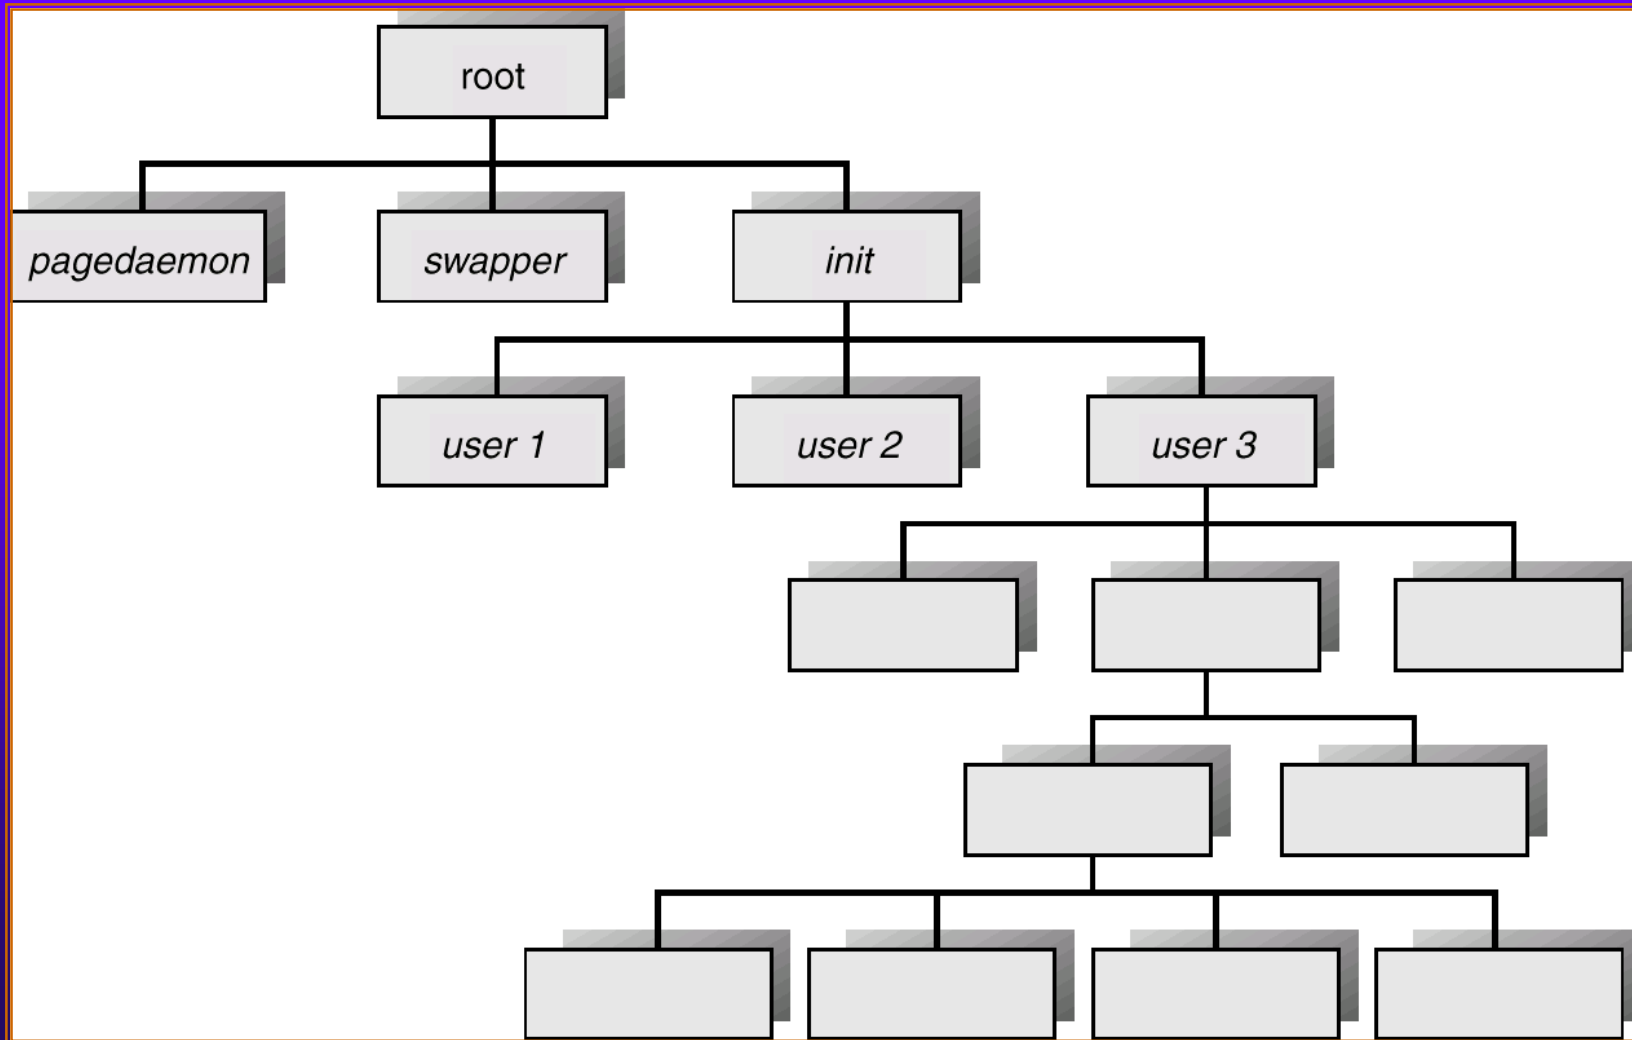 root
pagedaemon
swapper
init
user 1
user 2
user 3